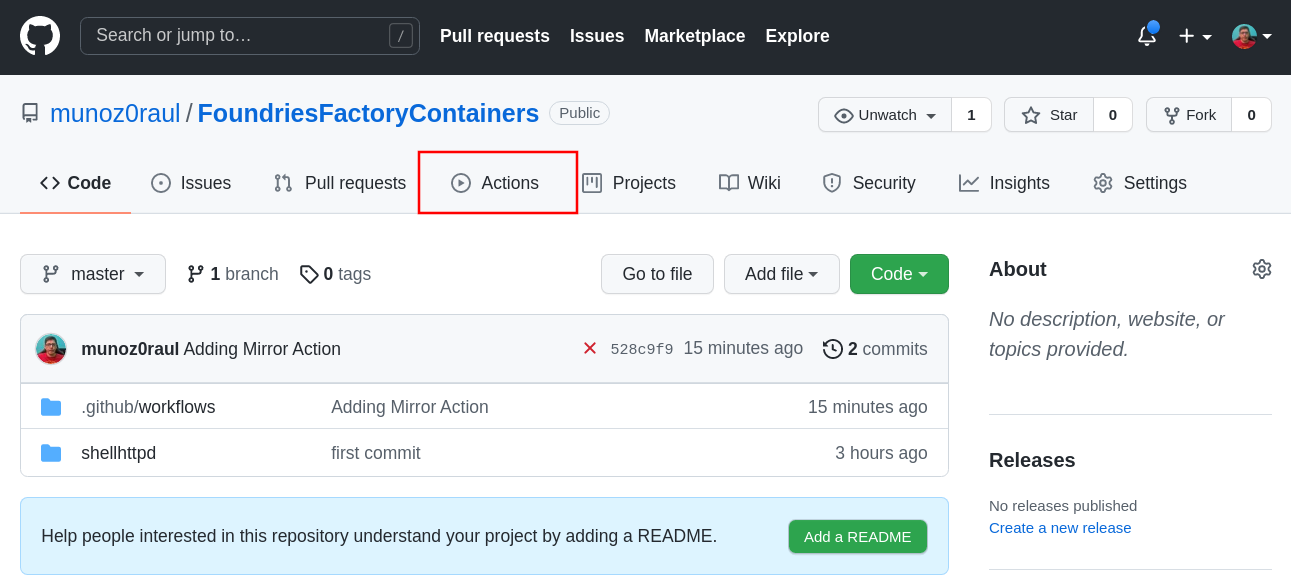 Search or jump to… / Pull requests Issues Marketplace Explore
munoz0raul / FoundriesFactoryContainers Public Unwatch 1 Star 0 Fork 0
Code Issues Pull requests Actions Projects Wiki Security Insights Settings
master 1 branch 0 tags Go to file Add file Code
munoz0raul Adding Mirror Action 528c9f9 15 minutes ago 2 commits
.github/workflows Adding Mirror Action 15 minutes ago
shellhttpd first commit 3 hours ago
Help people interested in this repository understand your project by adding a README. Add a README
About
No description, website, or
topics provided.
Releases
No releases published
Create a new release